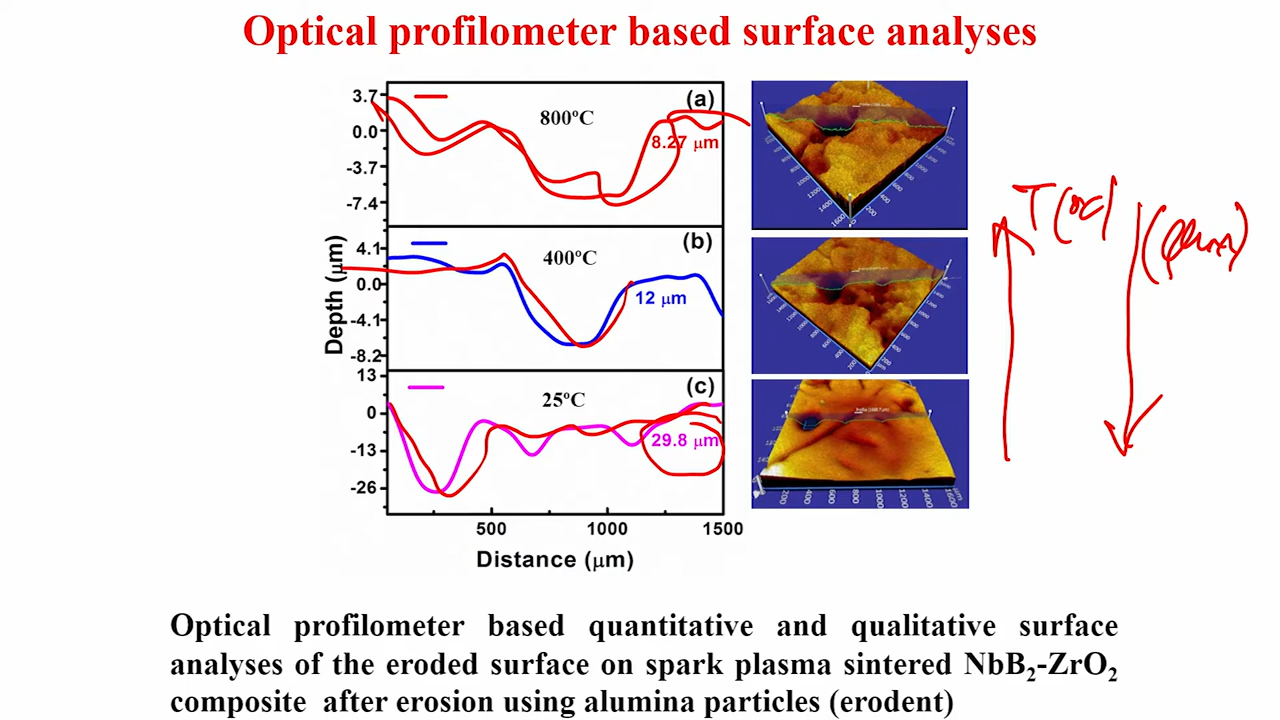 Optical profilometer based surface analyses
(a)
800ºC
8.27 μm
3.7
0.0
-3.7
-7.4
(b)
400ºC
12 μm
4.1
0.0
-4.1
-8.2
(c)
25ºC
29.8 μm
13
0
-13
-26
Depth (μm)
500 1000 1500
Distance (μm)
T (°C)
Optical profilometer based quantitative and qualitative surface
analyses of the eroded surface on spark plasma sintered NbB₂-ZrO₂
composite after erosion using alumina particles (erodent)